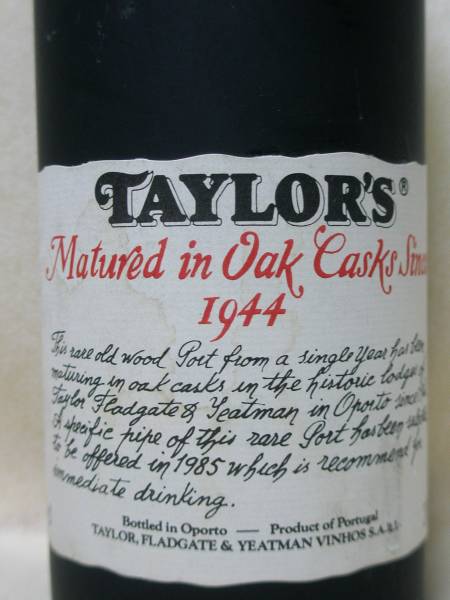 TAYLOR'S®
Matured in Oak Casks Since
1944
This rare old wood Port from a single Year has been
maturing in oak casks in the historic lodges of
Taylor Fladgate & Yeatman in Oporto since
A specific pipe of this rare Port has been
to be offered in 1985 which is recommend for
immediate drinking.
Bottled in Oporto — Product of Portugal
TAYLOR, FLADGATE & YEATMAN VINHOS S.A.R.L.